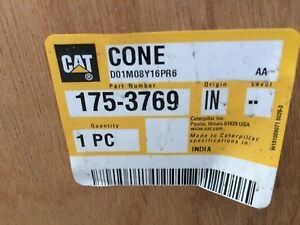 CAT
®
CONE
D01M08Y16PR6
AA--
Part Number
Origin
Level
175-3769
IN
--
Quantity
1 PC
Caterpillar Inc.
Peoria, Illinois 61629 USA
www.cat.com
Made to Caterpillar
specifications in
INDIA